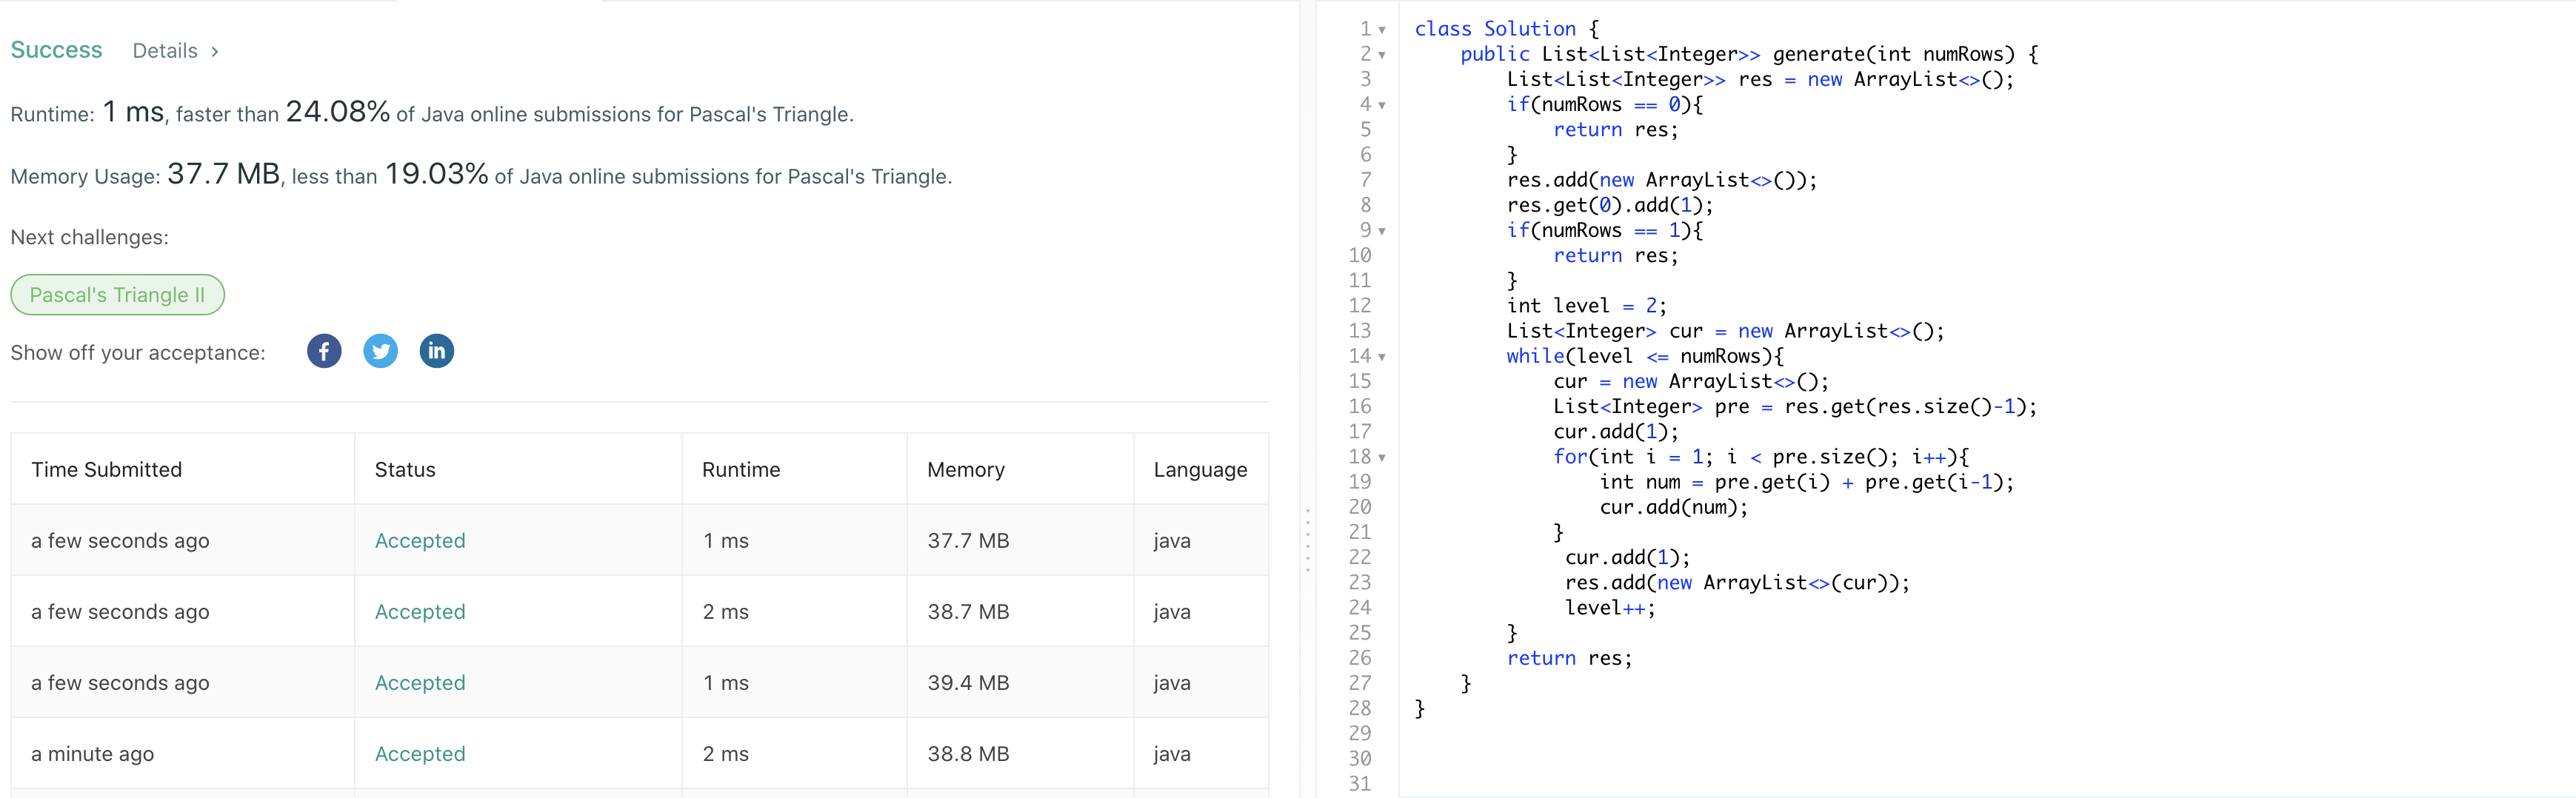 Success Details >
Runtime: 1 ms, faster than 24.08% of Java online submissions for Pascal's Triangle.
Memory Usage: 37.7 MB, less than 19.03% of Java online submissions for Pascal's Triangle.
Next challenges:
Pascal's Triangle II
Show off your acceptance: f in
Time Submitted Status Runtime Memory Language
a few seconds ago Accepted 1 ms 37.7 MB java
a few seconds ago Accepted 2 ms 38.7 MB java
a few seconds ago Accepted 1 ms 39.4 MB java
a minute ago Accepted 2 ms 38.8 MB java
1 class Solution {
2     public List<List<Integer>> generate(int numRows) {
3         List<List<Integer>> res = new ArrayList<>();
4         if(numRows == 0){
5             return res;
6         }
7         res.add(new ArrayList<>());
8         res.get(0).add(1);
9         if(numRows == 1){
10             return res;
11         }
12         int level = 2;
13         List<Integer> cur = new ArrayList<>();
14         while(level <= numRows){
15             cur = new ArrayList<>();
16             List<Integer> pre = res.get(res.size()-1);
17             cur.add(1);
18             for(int i = 1; i < pre.size(); i++){
19                 int num = pre.get(i) + pre.get(i-1);
20                 cur.add(num);
21             }
22              cur.add(1);
23              res.add(new ArrayList<>(cur));
24              level++;
25         }
26         return res;
27     }
28 }
29
30
31